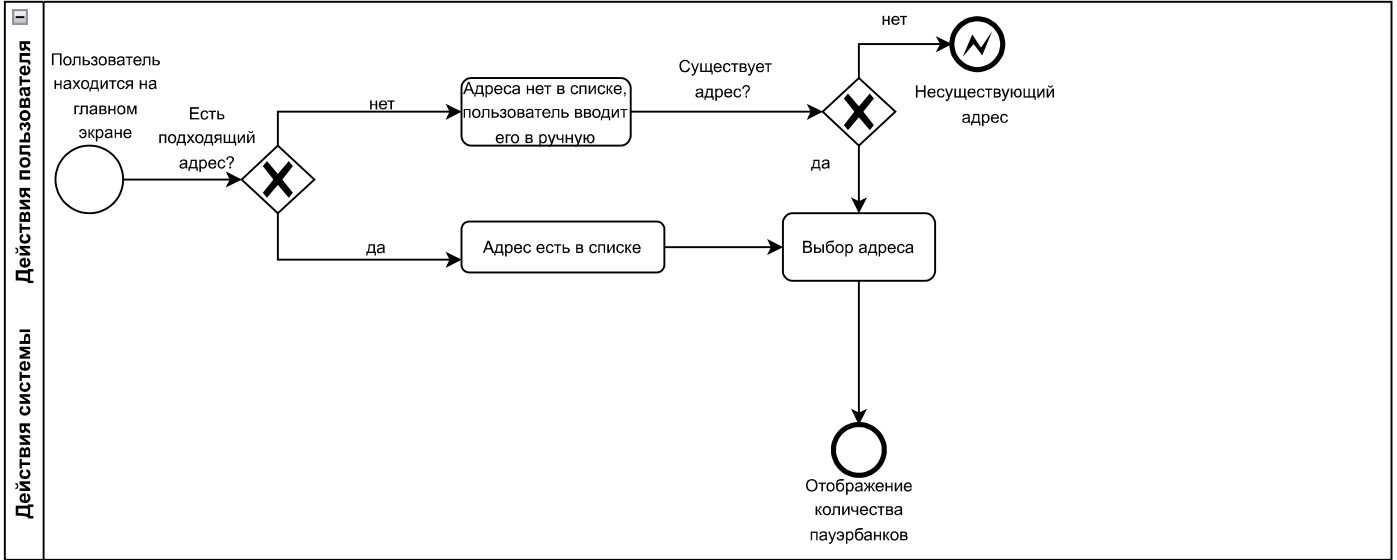 Действия пользователя
Действия системы
Пользователь
находится на
главном
экране
Есть
подходящий
адрес?
нет
да
Адреса нет в списке,
пользователь вводит
его в ручную
Адрес есть в списке
Существует
адрес?
нет
да
Несуществующий
адрес
Выбор адреса
Отображение
количества
пауэрбанков